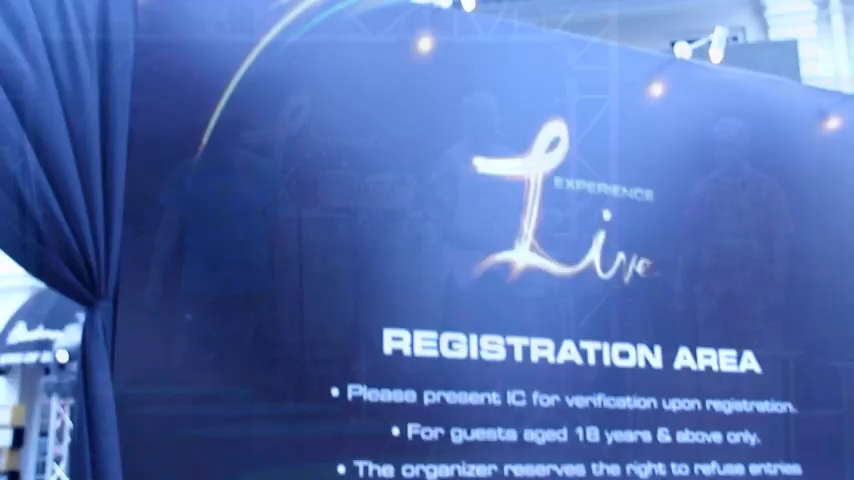 EXPERIENCE
Live
REGISTRATION AREA
• Please present IC for verification upon registration.
• For guests aged 18 years & above only.
• The organizer reserves the right to refuse entries